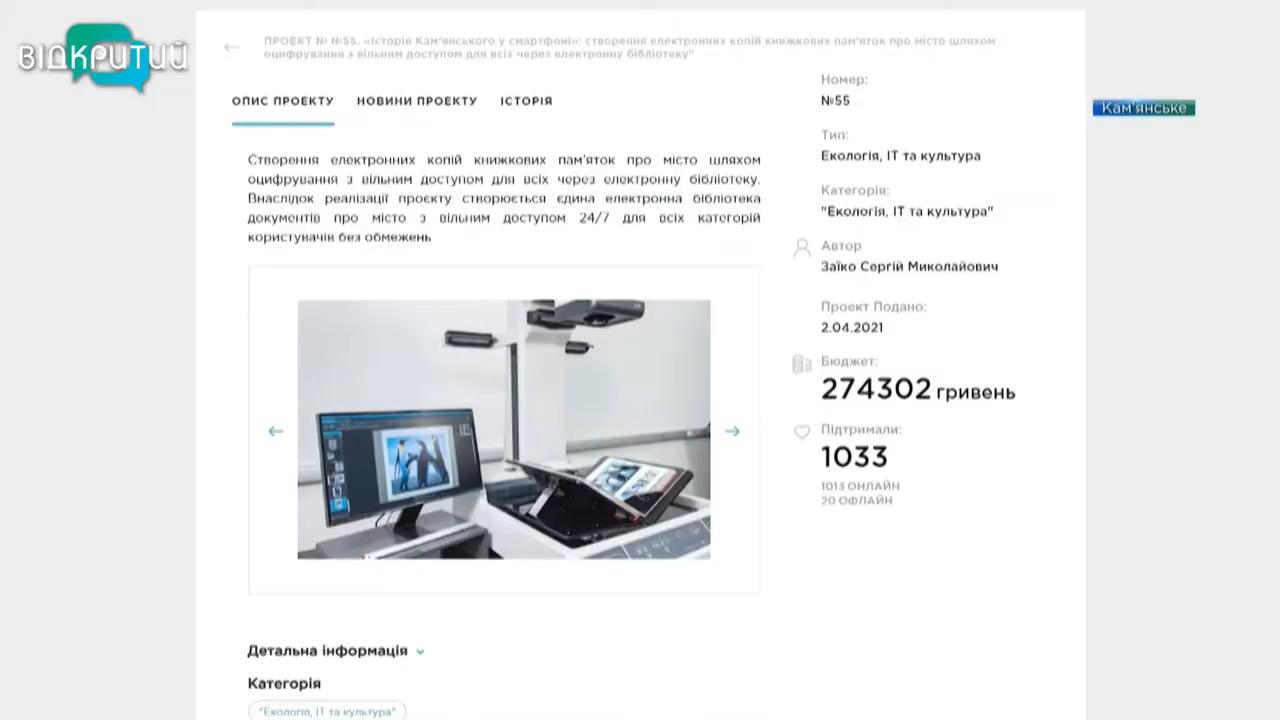 ВІДКРИТИЙ
ПРОЕКТ № №55. «Історія Кам'янського у смартфоні»: створення електронних копій книжкових пам'яток про місто шляхом
оцифрування з вільним доступом для всіх через електронну бібліотеку"
ОПИС ПРОЕКТУ НОВИНИ ПРОЕКТУ ІСТОРІЯ
Створення електронних копій книжкових пам'яток про місто шляхом
оцифрування з вільним доступом для всіх через електронну бібліотеку.
Внаслідок реалізації проєкту створюється єдина електронна бібліотека
документів про місто з вільним доступом 24/7 для всіх категорій
користувачів без обмежень
Номер:
№55
Тип:
Екологія, ІТ та культура
Категорія:
"Екологія, ІТ та культура"
Автор
Заїко Сергій Миколайович
Проект Подано:
2.04.2021
Бюджет:
274302 гривень
Підтримали:
1033
1013 ОНЛАЙН
20 ОФЛАЙН
Кам'янське
Детальна інформація
Категорія
"Екологія, ІТ та культура"